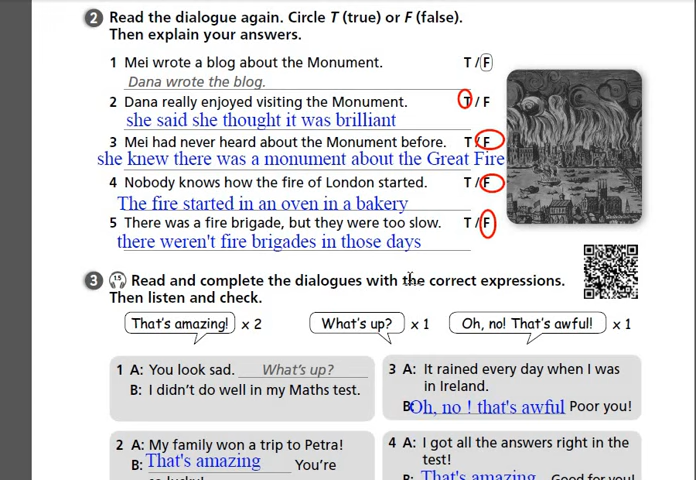 2 Read the dialogue again. Circle T (true) or F (false).
Then explain your answers.
1 Mei wrote a blog about the Monument. T / F
Dana wrote the blog.
2 Dana really enjoyed visiting the Monument. T / F
she said she thought it was brilliant
3 Mei had never heard about the Monument before. T / F
she knew there was a monument about the Great Fire
4 Nobody knows how the fire of London started. T / F
The fire started in an oven in a bakery
5 There was a fire brigade, but they were too slow. T / F
there weren't fire brigades in those days
3 1.5 Read and complete the dialogues with the correct expressions.
Then listen and check.
That's amazing! x 2 What's up? x 1 Oh, no! That's awful! x 1
1 A: You look sad. What's up?
B: I didn't do well in my Maths test.
2 A: My family won a trip to Petra!
B: That's amazing You're
so lucky!
3 A: It rained every day when I was
in Ireland.
B: Oh, no ! that's awful Poor you!
4 A: I got all the answers right in the
test!
B: That's amazing Good for you!